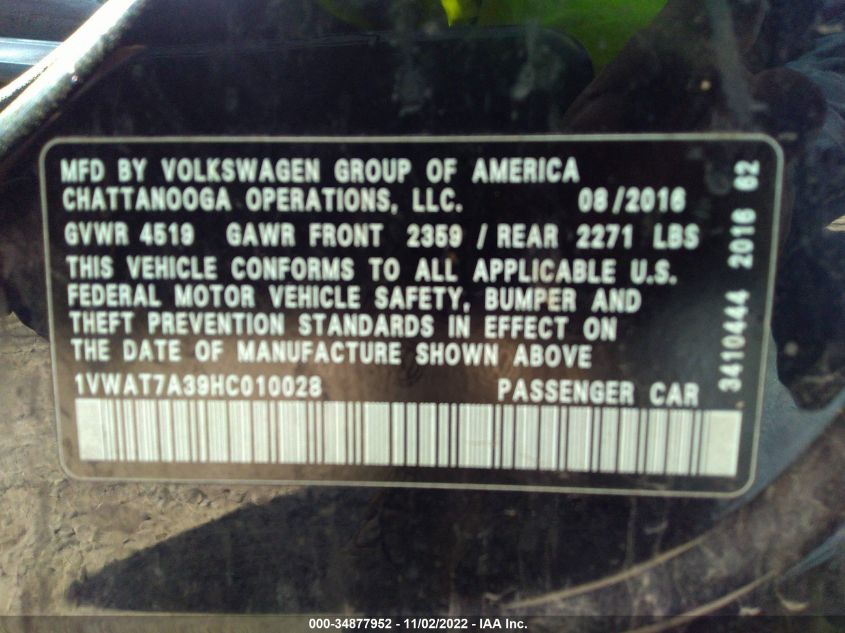 MFD BY VOLKSWAGEN GROUP OF AMERICA
CHATTANOOGA OPERATIONS, LLC. 08/2016
GVWR 4519 GAWR FRONT 2359 / REAR 2271 LBS
THIS VEHICLE CONFORMS TO ALL APPLICABLE U.S.
FEDERAL MOTOR VEHICLE SAFETY, BUMPER AND
THEFT PREVENTION STANDARDS IN EFFECT ON
THE DATE OF MANUFACTURE SHOWN ABOVE
1VWAT7A39HC010028 PASSENGER CAR
3410444 2016 62
000-34877952 - 11/02/2022 - IAA Inc.